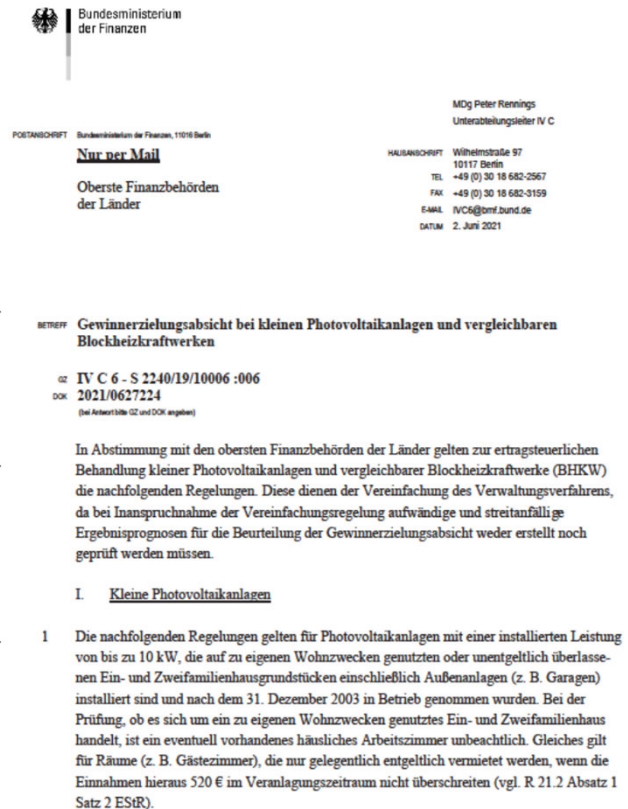 Bundesministerium
der Finanzen
MDg Peter Rennings
Unterabteilungsleiter IV C
POSTANSCHRIFT Bundesministerium der Finanzen, 11016 Berlin
Nur per Mail
HAUSANSCHRIFT Wilhelmstraße 97
10117 Berlin
TEL +49 (0) 30 18 682-2567
Oberste Finanzbehörden
der Länder
FAX +49 (0) 30 18 682-3159
E-MAIL IVC6@bmf.bund.de
DATUM 2. Juni 2021
BETREFF Gewinnerzielungsabsicht bei kleinen Photovoltaikanlagen und vergleichbaren
Blockheizkraftwerken
GZ IV C 6 - S 2240/19/10006 :006
DOK 2021/0627224
(bei Antwort bitte GZ und DOK angeben)
In Abstimmung mit den obersten Finanzbehörden der Länder gelten zur ertragsteuerlichen
Behandlung kleiner Photovoltaikanlagen und vergleichbarer Blockheizkraftwerke (BHKW)
die nachfolgenden Regelungen. Diese dienen der Vereinfachung des Verwaltungsverfahrens,
da bei Inanspruchnahme der Vereinfachungsregelung aufwändige und streitanfällige
Ergebnisprognosen für die Beurteilung der Gewinnerzielungsabsicht weder erstellt noch
geprüft werden müssen.
I. Kleine Photovoltaikanlagen
1 Die nachfolgenden Regelungen gelten für Photovoltaikanlagen mit einer installierten Leistung
von bis zu 10 kW, die auf zu eigenen Wohnzwecken genutzten oder unentgeltlich überlasse-
nen Ein- und Zweifamilienhausgrundstücken einschließlich Außenanlagen (z. B. Garagen)
installiert sind und nach dem 31. Dezember 2003 in Betrieb genommen wurden. Bei der
Prüfung, ob es sich um ein zu eigenen Wohnzwecken genutztes Ein- und Zweifamilienhaus
handelt, ist ein eventuell vorhandenes häusliches Arbeitszimmer unbeachtlich. Gleiches gilt
für Räume (z. B. Gästezimmer), die nur gelegentlich entgeltlich vermietet werden, wenn die
Einnahmen hieraus 520 € im Veranlagungszeitraum nicht überschreiten (vgl. R 21.2 Absatz 1
Satz 2 EStR).